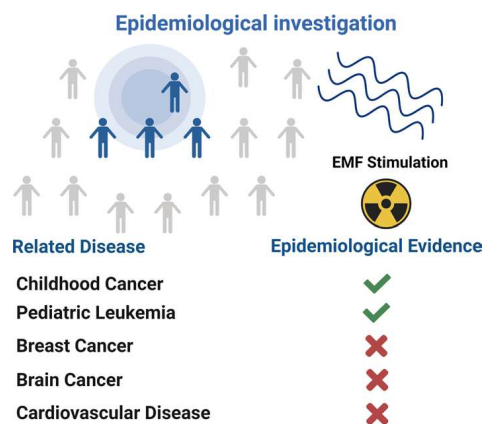 Epidemiological investigation
EMF Stimulation
Related Disease Epidemiological Evidence
Childhood Cancer
Pediatric Leukemia
Breast Cancer
Brain Cancer
Cardiovascular Disease